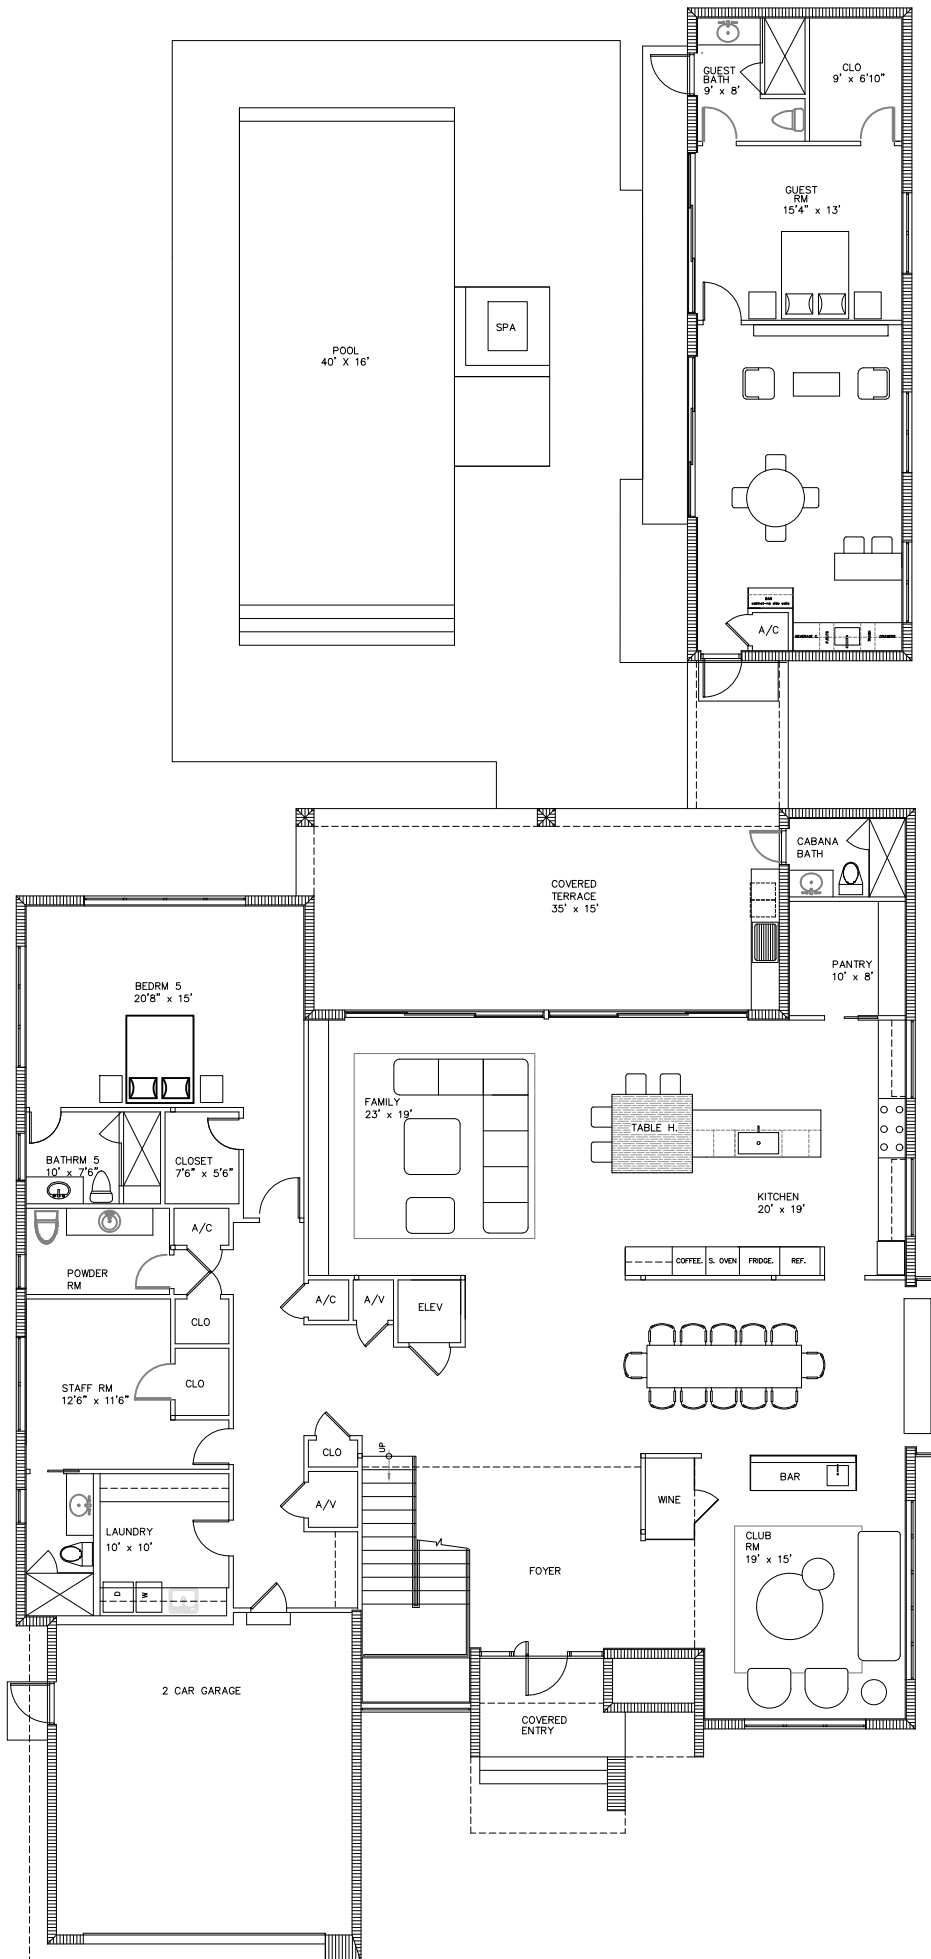 GUEST
BATH
9' x 8'
CLO
9' x 6'10"
GUEST
RM
15'4" x 13'
SPA
POOL
40' X 16'
BAR
A/C
BEVERAGE C.
TRASH
DRAWERS
CABANA
BATH
COVERED
TERRACE
35' x 15'
PANTRY
10' x 8'
BEDRM 5
20'8" x 15'
FAMILY
23' x 19'
TABLE H.
BATHRM 5
10' x 7'6"
CLOSET
7'6" x 5'6"
KITCHEN
20' x 19'
A/C
POWDER
RM
COFFEE.
S. OVEN
FRIDGE.
REF.
A/C
A/V
ELEV
CLO
STAFF RM
12'6" x 11'6"
CLO
UP
CLO
BAR
WINE
A/V
LAUNDRY
10' x 10'
CLUB
RM
19' x 15'
FOYER
D
W
2 CAR GARAGE
COVERED
ENTRY